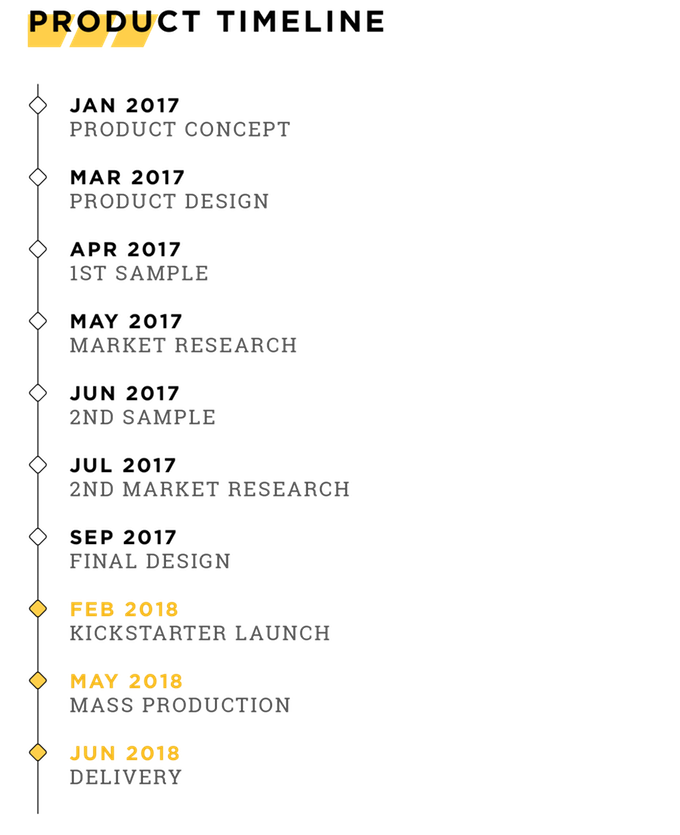 PRODUCT TIMELINE
JAN 2017
PRODUCT CONCEPT
MAR 2017
PRODUCT DESIGN
APR 2017
1ST SAMPLE
MAY 2017
MARKET RESEARCH
JUN 2017
2ND SAMPLE
JUL 2017
2ND MARKET RESEARCH
SEP 2017
FINAL DESIGN
FEB 2018
KICKSTARTER LAUNCH
MAY 2018
MASS PRODUCTION
JUN 2018
DELIVERY